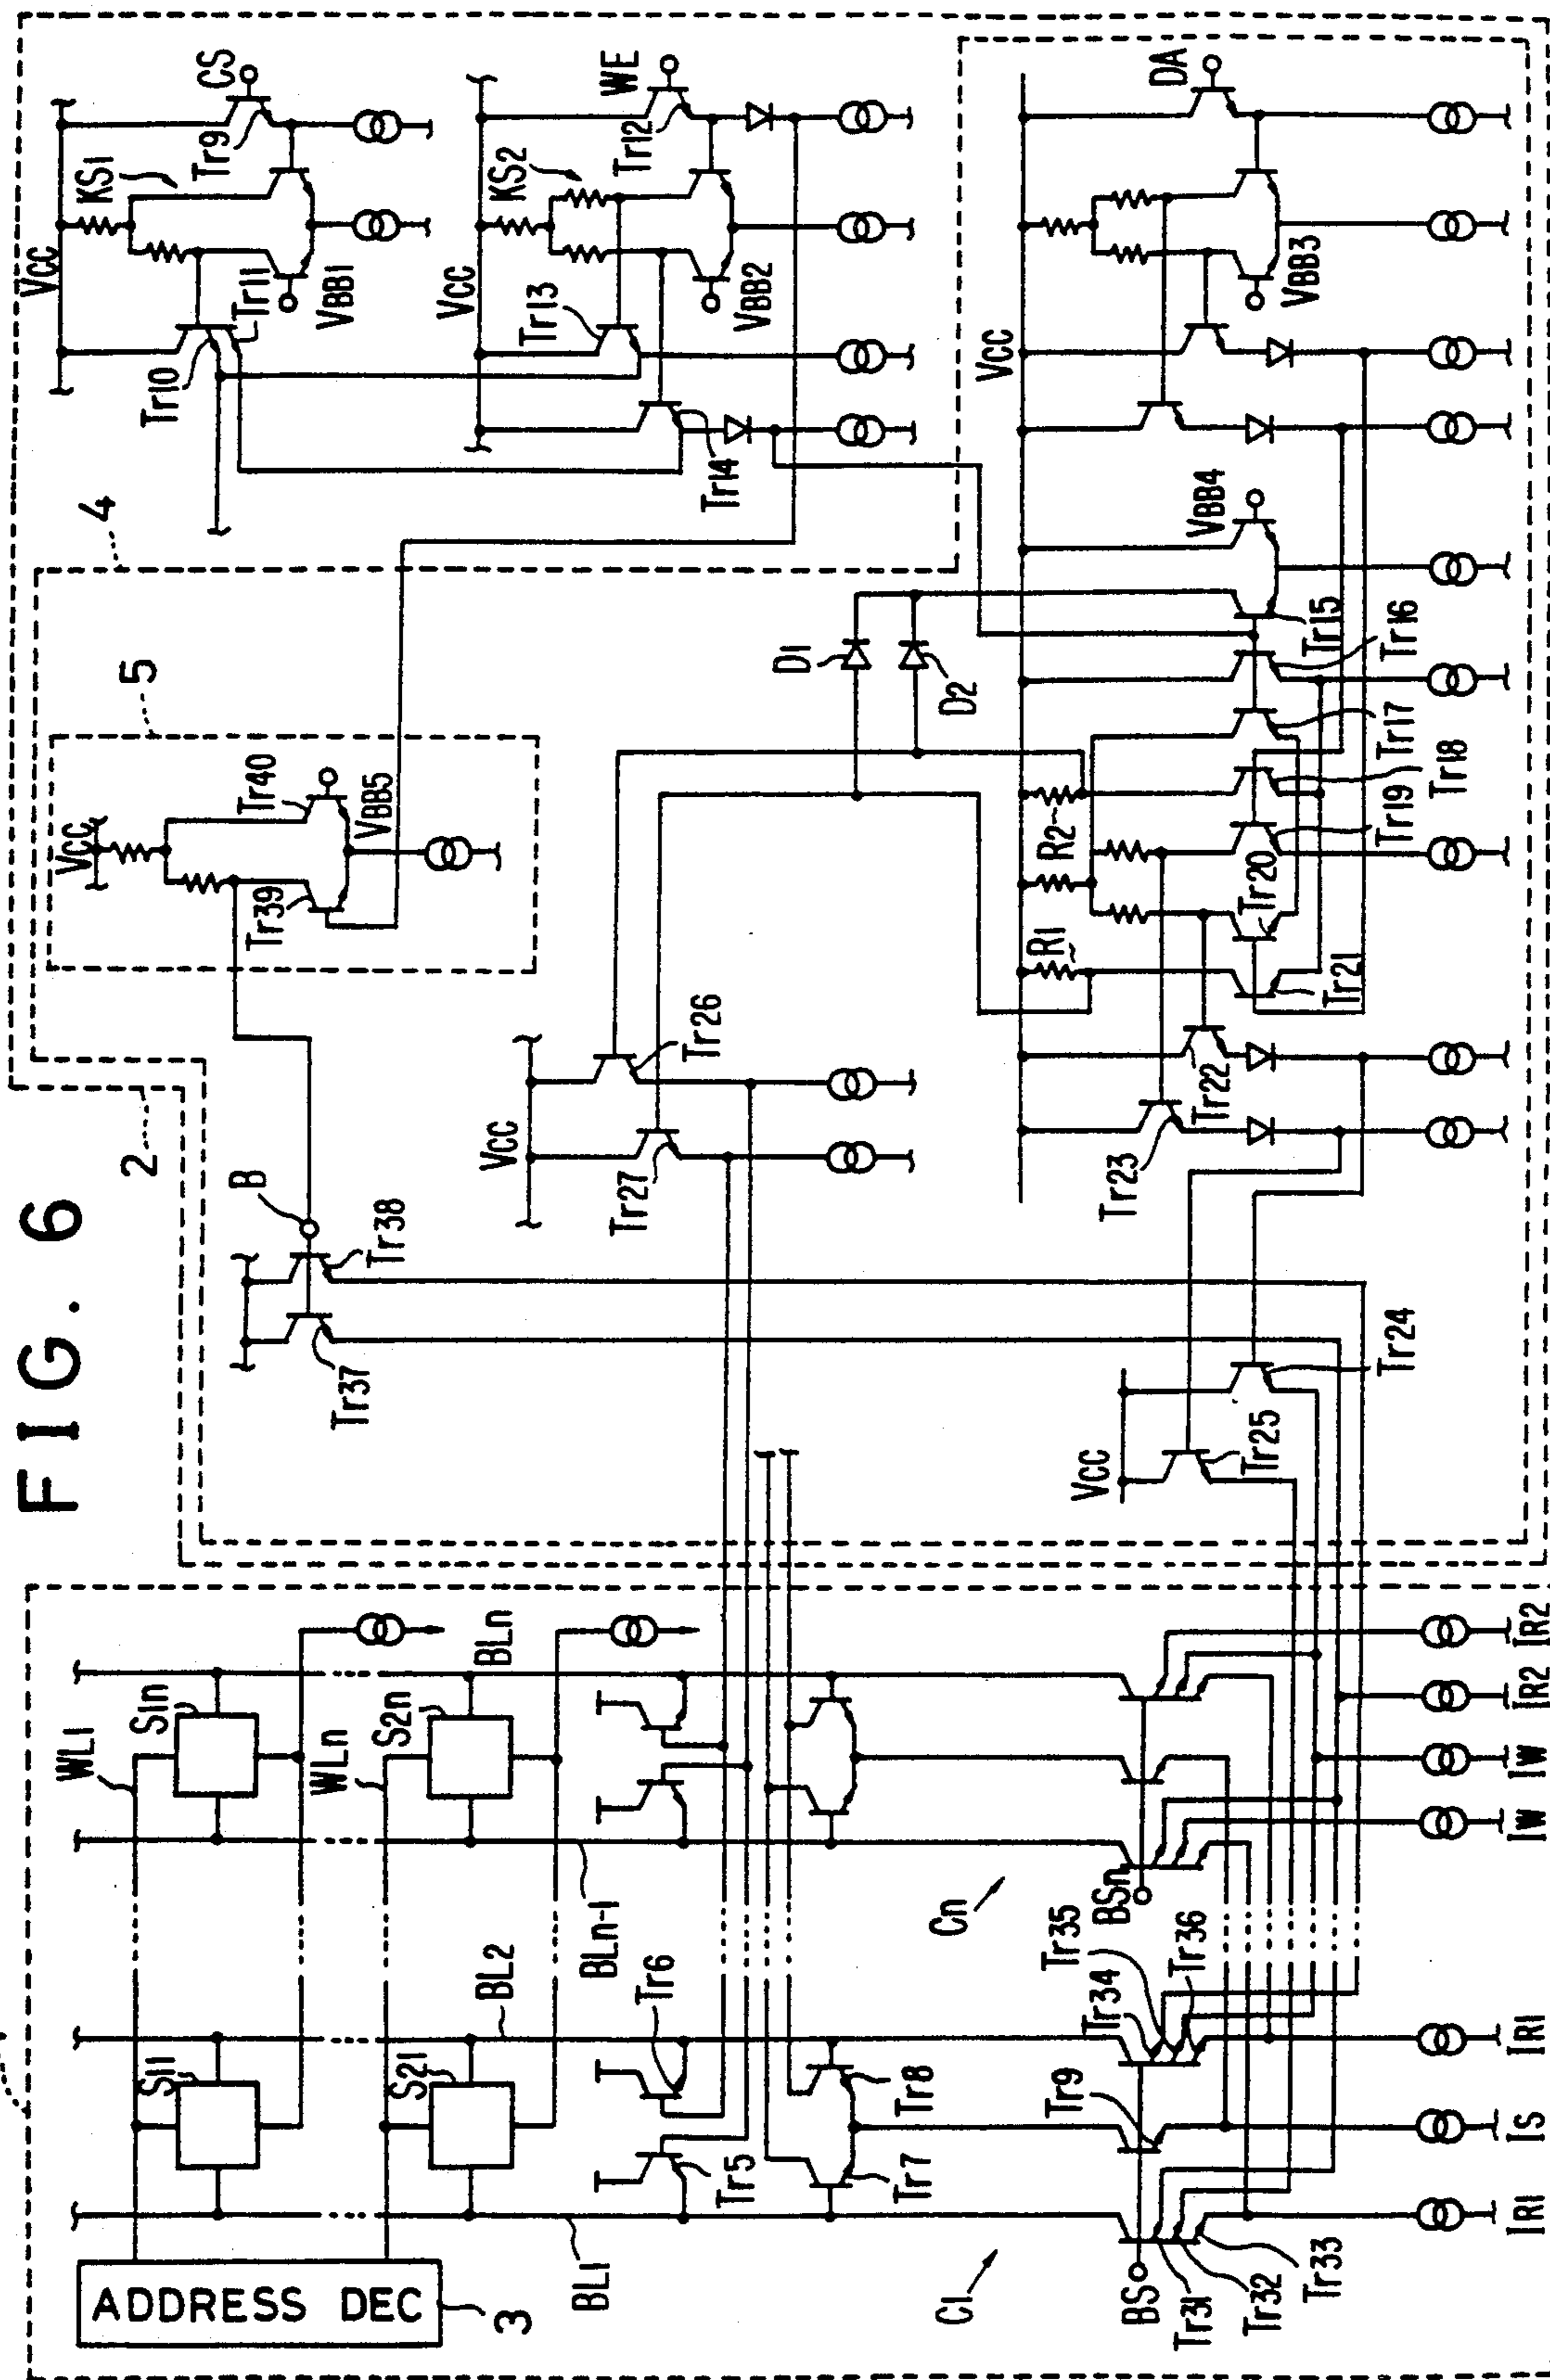 FIG. 6
2
4
5
VCC
KS1
CS
Tr9
Tr10
Tr11
VBB1
VCC
KS2
WE
Tr12
Tr13
Tr14
VBB2
VCC
Tr40
Tr39
VBB5
B
Tr38
Tr37
VCC
Tr26
Tr27
D1
D2
VCC
DA
VBB3
VBB4
Tr15
Tr16
Tr17
Tr18
Tr19
Tr20
Tr21
R2
R1
Tr22
Tr23
VCC
Tr24
Tr25
ADDRESS DEC
3
WL1
S11
S1n
WLn
S21
S2n
BL1
BL2
BLn-1
BLn
Tr5
Tr6
Tr7
Tr8
C1
Cn
BS
BSn
Tr9
Tr31
Tr32
Tr33
Tr34
Tr35
Tr36
IR1
IS
IR1
IW
IW
IR2
IR2